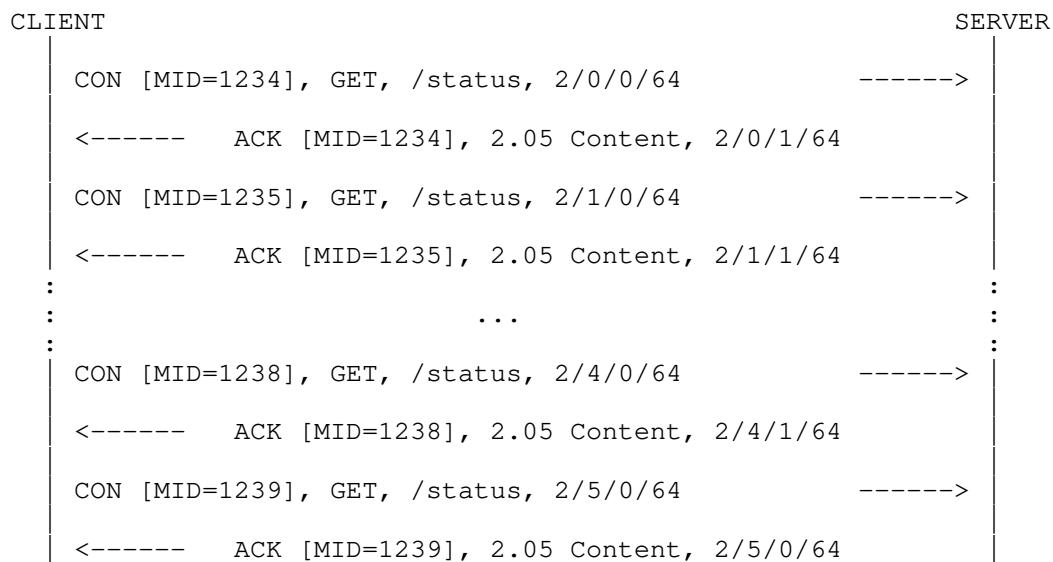 CLIENT SERVER
CON [MID=1234], GET, /status, 2/0/0/64 ------>
<------ ACK [MID=1234], 2.05 Content, 2/0/1/64
CON [MID=1235], GET, /status, 2/1/0/64 ------>
<------ ACK [MID=1235], 2.05 Content, 2/1/1/64
: :
: ... :
: :
CON [MID=1238], GET, /status, 2/4/0/64 ------>
<------ ACK [MID=1238], 2.05 Content, 2/4/1/64
CON [MID=1239], GET, /status, 2/5/0/64 ------>
<------ ACK [MID=1239], 2.05 Content, 2/5/0/64